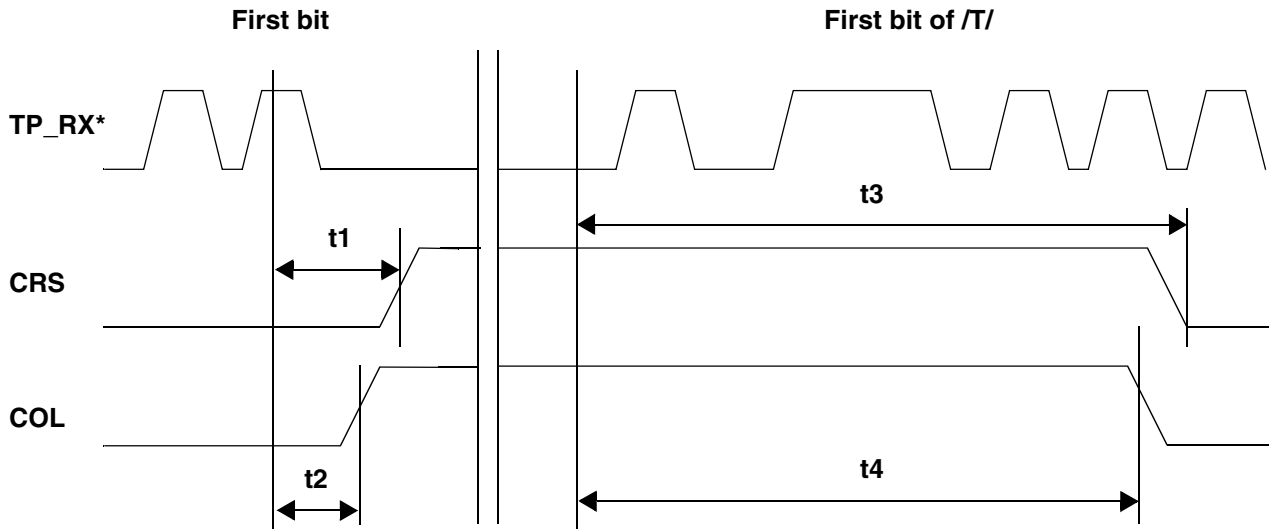 First bit
First bit of /T/
TP_RX*
t3
t1
CRS
COL
t4
t2